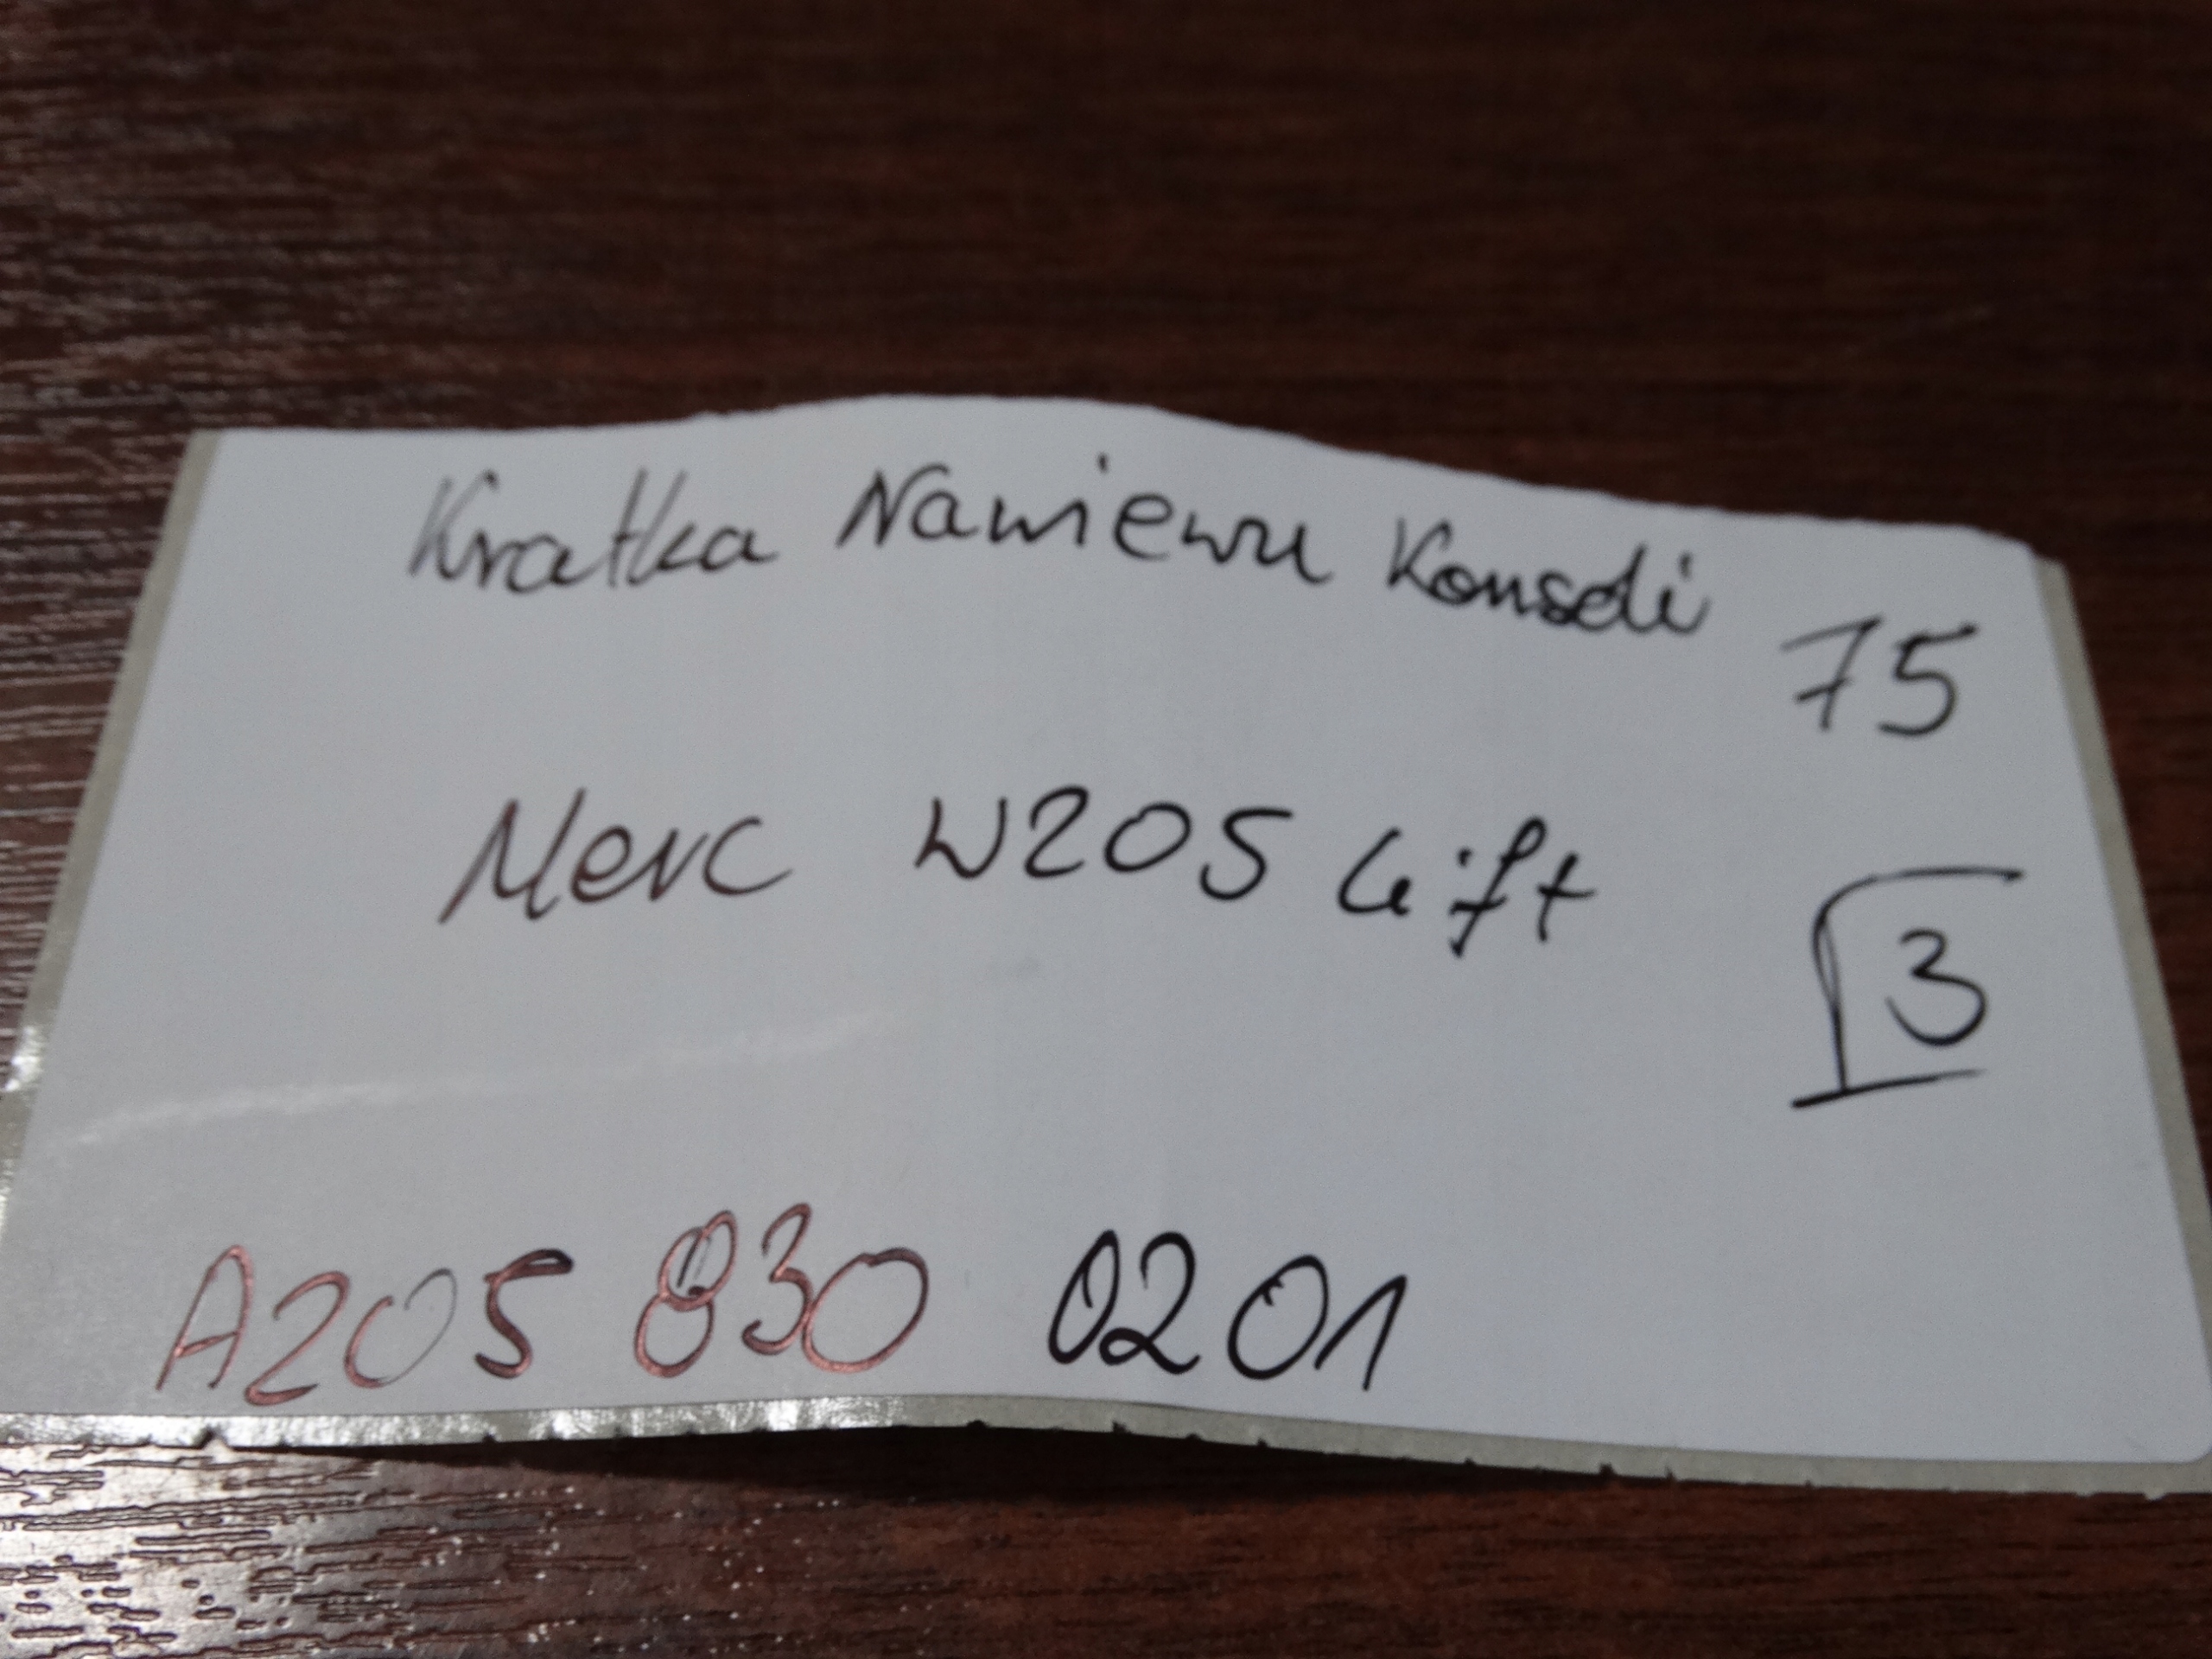 Kratka Nawiewu Konsoli
75
Merc W205 Lift
3
A205 830 0201